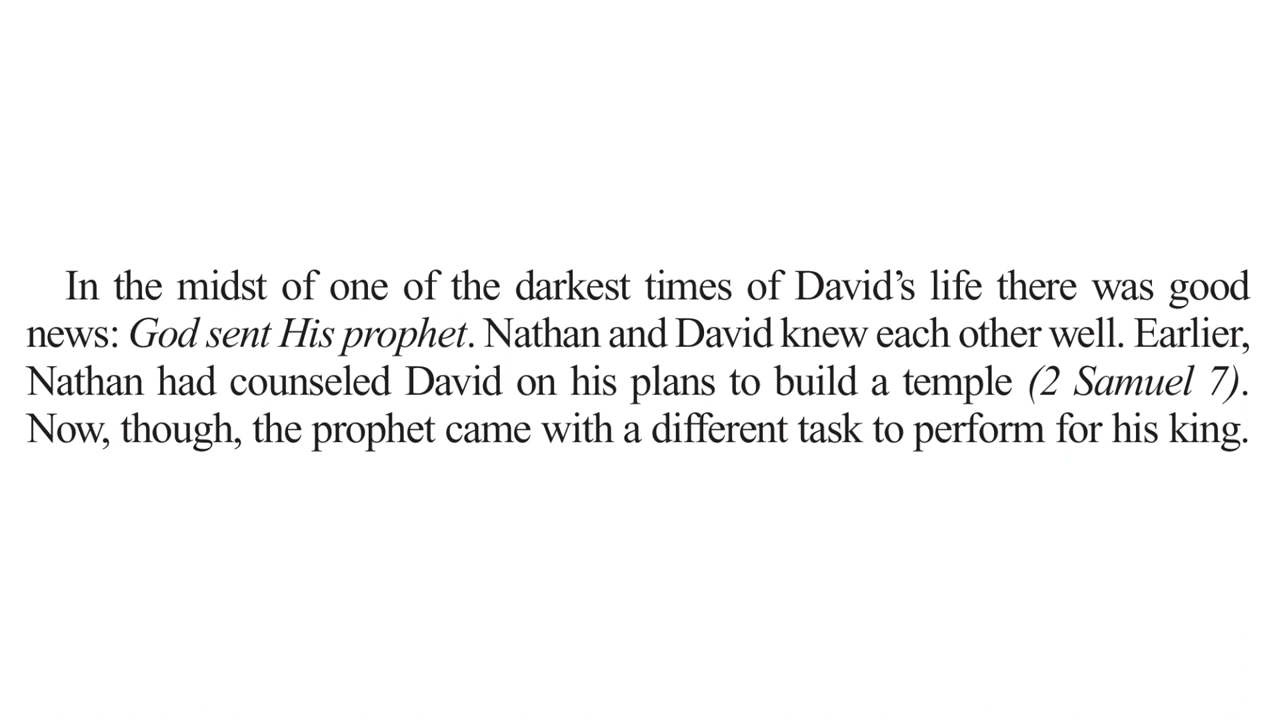 In the midst of one of the darkest times of David’s life there was good
news: God sent His prophet. Nathan and David knew each other well. Earlier,
Nathan had counseled David on his plans to build a temple (2 Samuel 7).
Now, though, the prophet came with a different task to perform for his king.